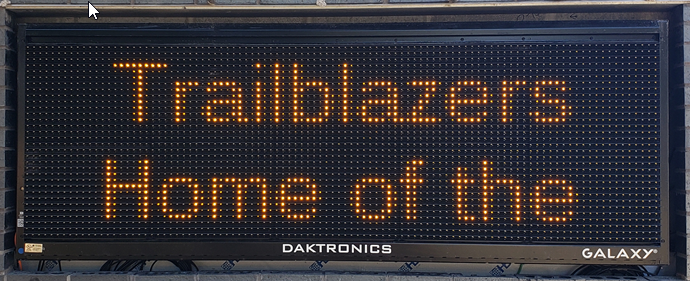 Trailblazers
Home of the
DAKTRONICS
GALAXY®